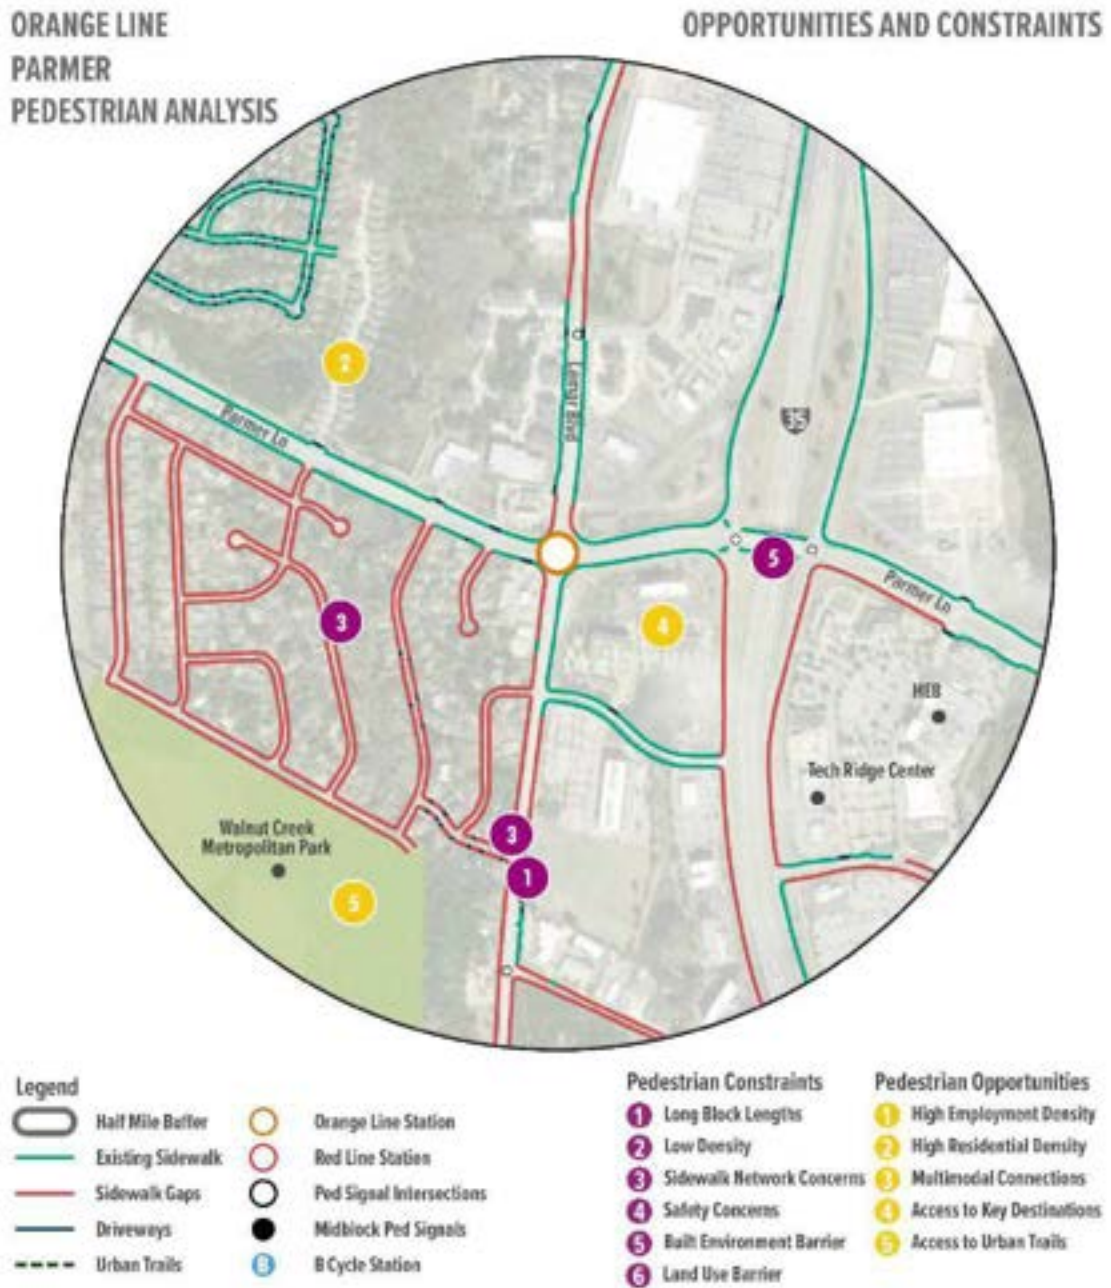 ORANGE LINE
PARMER
PEDESTRIAN ANALYSIS
OPPORTUNITIES AND CONSTRAINTS
2
Parmer Ln
Lamar Blvd
35
5
Parmer Ln
3
4
HEB
Tech Ridge Center
Walnut Creek
Metropolitan Park
3
1
5
Legend
Half Mile Buffer
Existing Sidewalk
Sidewalk Gaps
Driveways
Urban Trails
Orange Line Station
Red Line Station
Ped Signal Intersections
Midblock Ped Signals
B B Cycle Station
Pedestrian Constraints
1 Long Block Lengths
2 Low Density
3 Sidewalk Network Concerns
4 Safety Concerns
5 Built Environment Barrier
6 Land Use Barrier
Pedestrian Opportunities
1 High Employment Density
2 High Residential Density
3 Multimodal Connections
4 Access to Key Destinations
5 Access to Urban Trails